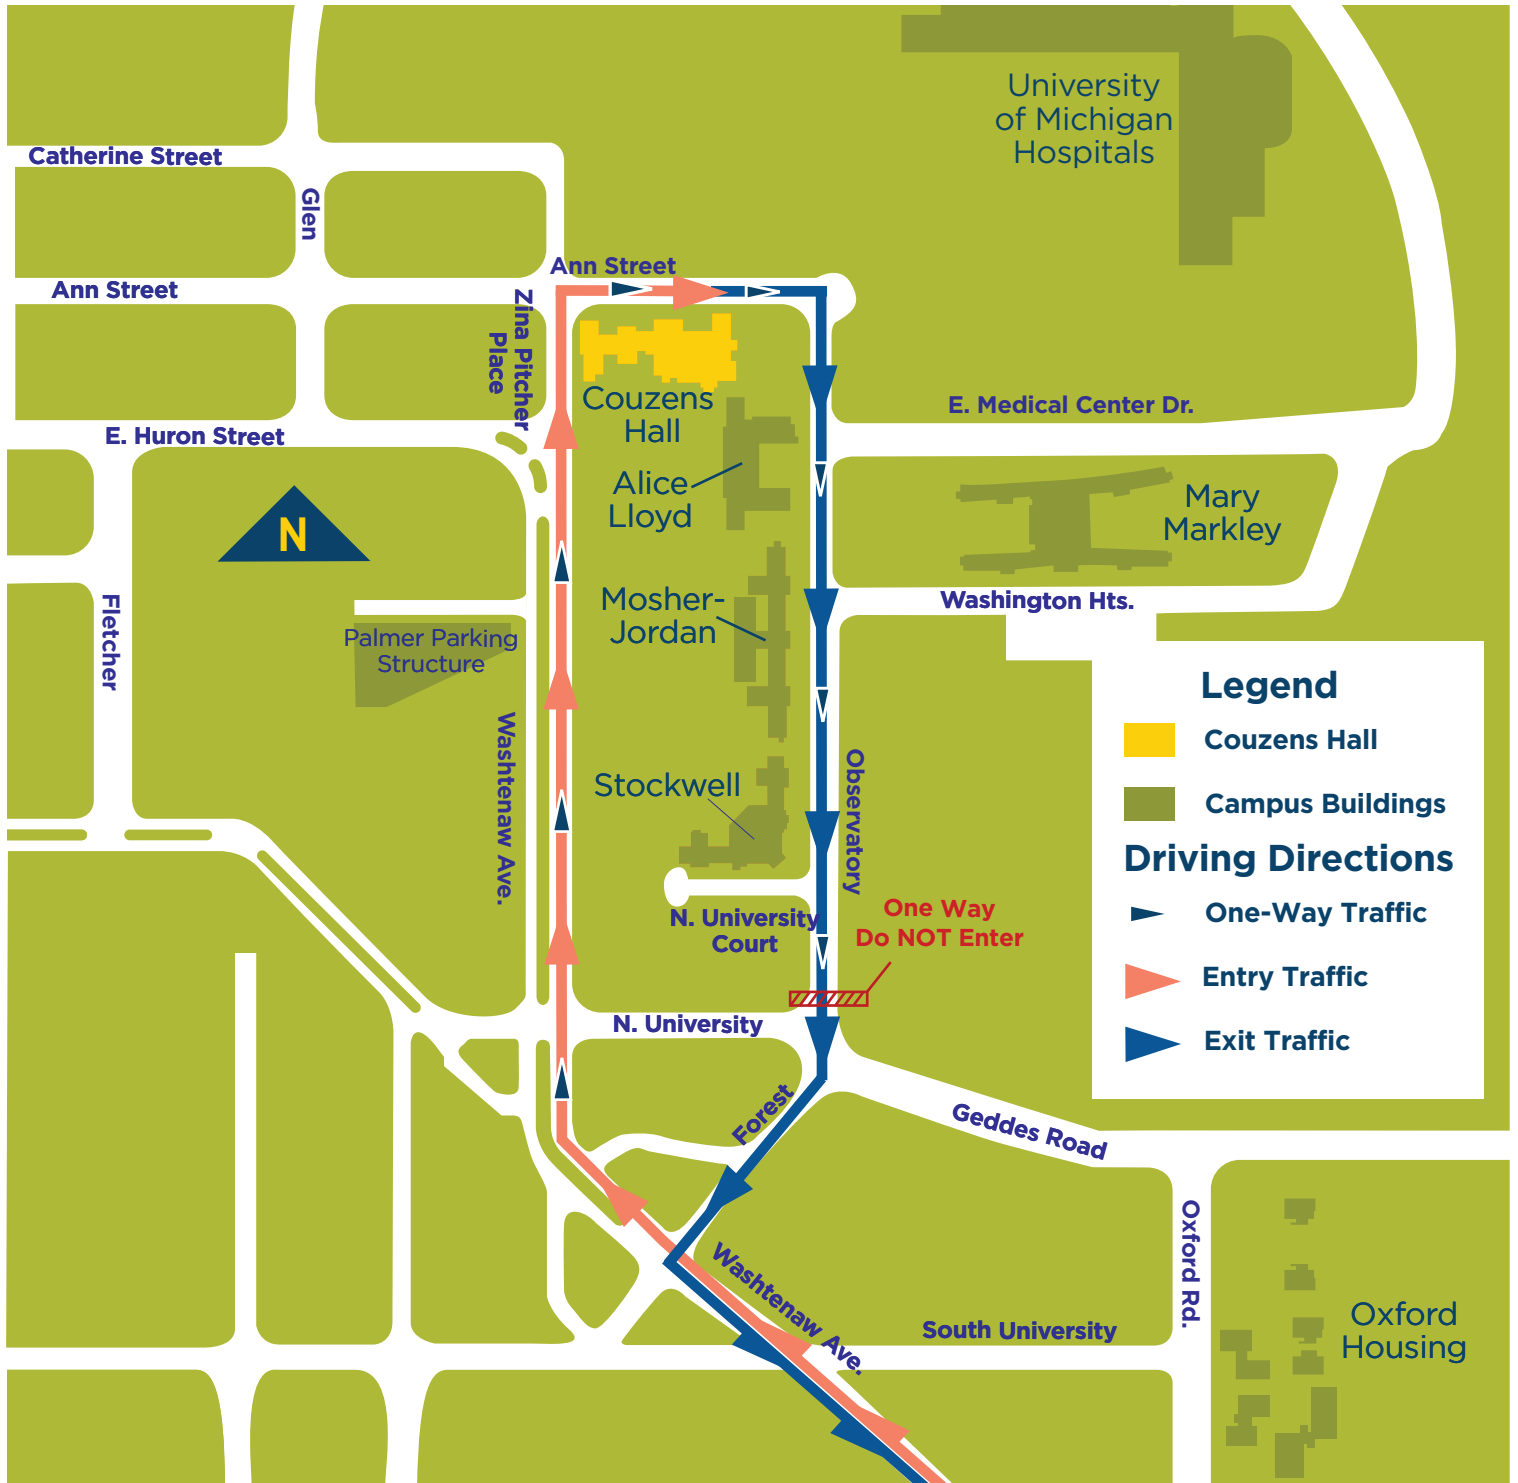 University
of Michigan
Hospitals
Catherine Street
Glen
Ann Street
Ann Street
Zina Pitcher
Place
Couzens
Hall
E. Medical Center Dr.
E. Huron Street
Alice
Lloyd
Mary
Markley
N
Fletcher
Mosher-
Jordan
Washington Hts.
Palmer Parking
Structure
Legend
Couzens Hall
Campus Buildings
Driving Directions
One-Way Traffic
Entry Traffic
Exit Traffic
Washtenaw Ave.
Stockwell
Observatory
N. University
Court
One Way
Do NOT Enter
N. University
Forest
Geddes Road
Oxford Rd.
Washtenaw Ave.
South University
Oxford
Housing